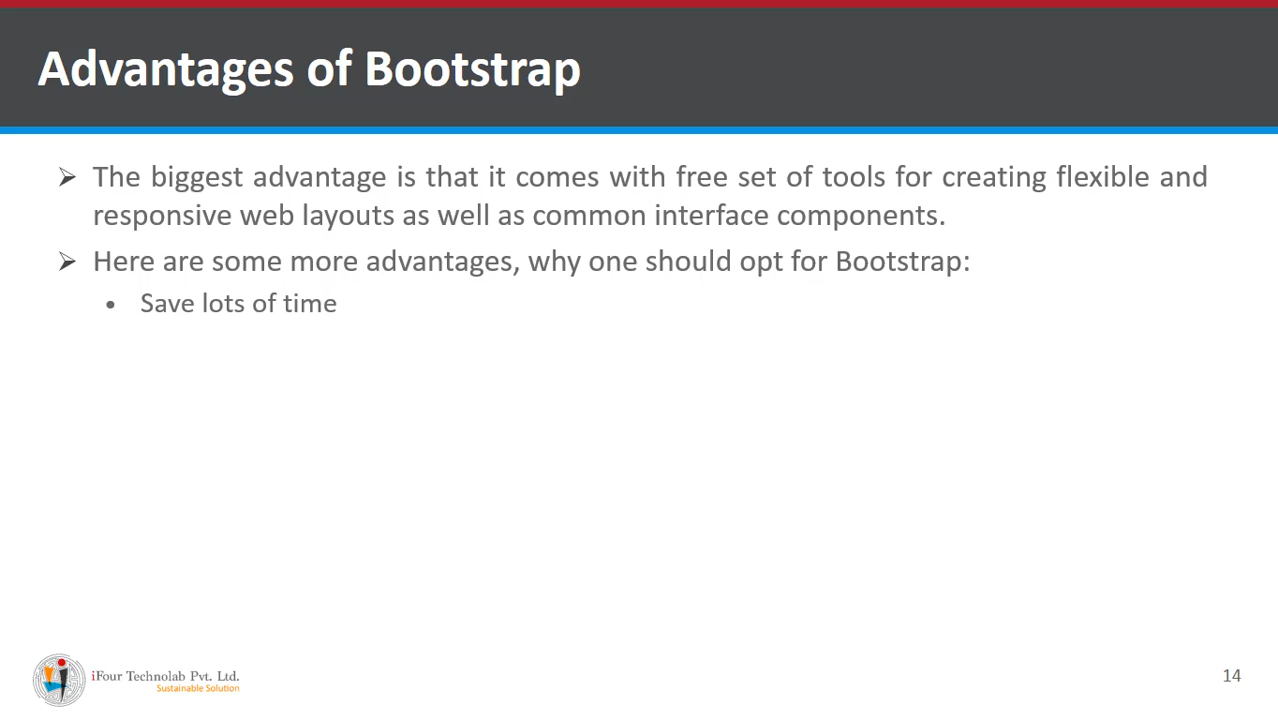 Advantages of Bootstrap
➢ The biggest advantage is that it comes with free set of tools for creating flexible and
responsive web layouts as well as common interface components.
➢ Here are some more advantages, why one should opt for Bootstrap:
• Save lots of time
iFour Technolab Pvt. Ltd.
Sustainable Solution
14